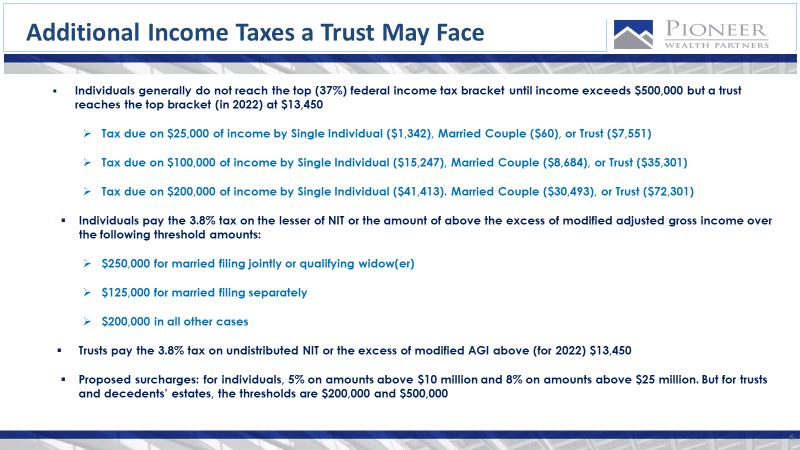 Additional Income Taxes a Trust May Face
PIONEER
WEALTH PARTNERS
Individuals generally do not reach the top (37%) federal income tax bracket until income exceeds $500,000 but a trust
reaches the top bracket (in 2022) at $13,450
Tax due on $25,000 of income by Single Individual ($1,342), Married Couple ($60), or Trust ($7,551)
Tax due on $100,000 of income by Single Individual ($15,247), Married Couple ($8,684), or Trust ($35,301)
Tax due on $200,000 of income by Single Individual ($41,413). Married Couple ($30,493), or Trust ($72,301)
Individuals pay the 3.8% tax on the lesser of NIT or the amount of above the excess of modified adjusted gross income over
the following threshold amounts:
$250,000 for married filing jointly or qualifying widow(er)
$125,000 for married filing separately
$200,000 in all other cases
Trusts pay the 3.8% tax on undistributed NIT or the excess of modified AGI above (for 2022) $13,450
Proposed surcharges: for individuals, 5% on amounts above $10 million and 8% on amounts above $25 million. But for trusts
and decedents' estates, the thresholds are $200,000 and $500,000
6